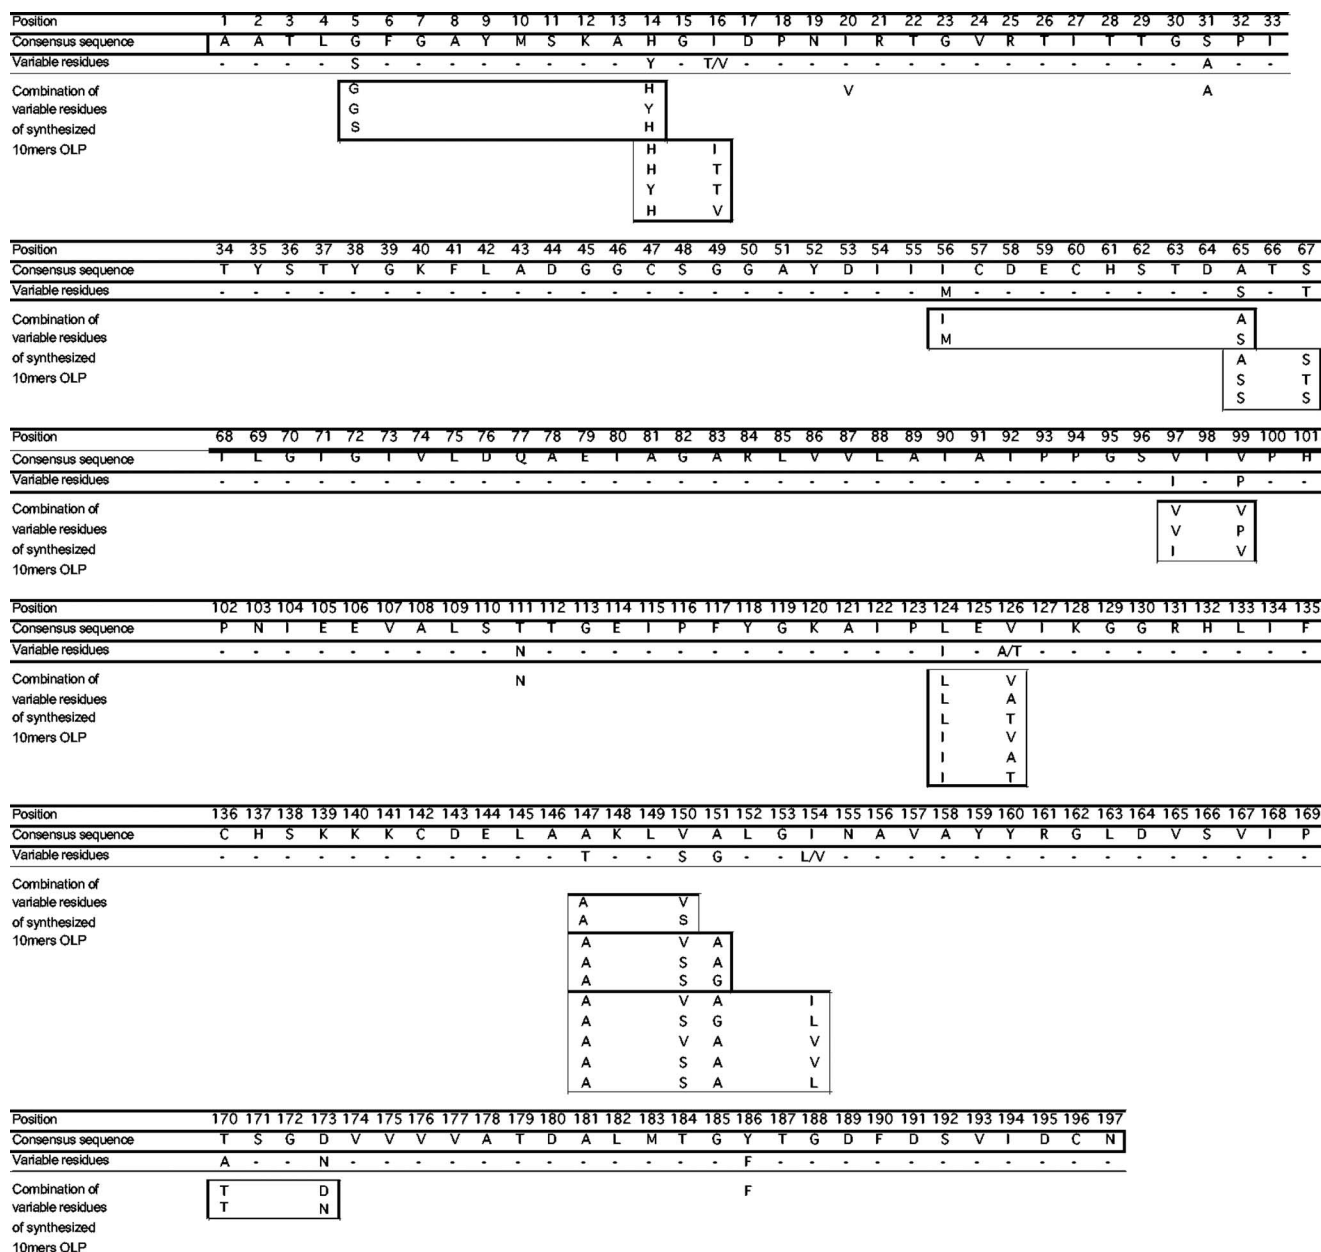 Position 1 2 3 4 5 6 7 8 9 10 11 12 13 14 15 16 17 18 19 20 21 22 23 24 25 26 27 28 29 30 31 32 33
Consensus sequence A A T L G F G A Y M S K A H G I D P N I R T G V R T I T T G S P I
Variable residues - - - - S - - - - - - - - Y - T/V - - - - - - - - - - - - - - A - -
Combination of G H V A
variable residues G Y
of synthesized S H
10mers OLP H I
H T
Y T
H V
Position 34 35 36 37 38 39 40 41 42 43 44 45 46 47 48 49 50 51 52 53 54 55 56 57 58 59 60 61 62 63 64 65 66 67
Consensus sequence T Y S T Y G K F L A D G G C S G G A Y D I I I C D E C H S T D A T S
Variable residues - - - - - - - - - - - - - - - - - - - - - - M - - - - - - - - S - T
Combination of I A
variable residues M S
of synthesized A S
10mers OLP S T
S S
Position 68 69 70 71 72 73 74 75 76 77 78 79 80 81 82 83 84 85 86 87 88 89 90 91 92 93 94 95 96 97 98 99 100 101
Consensus sequence I L G I G I V L D Q A E I A G A R L V V L A I A I P P G S V I V P H
Variable residues - - - - - - - - - - - - - - - - - - - - - - - - - - - - - I - P - -
Combination of V V
variable residues V P
of synthesized I V
10mers OLP
Position 102 103 104 105 106 107 108 109 110 111 112 113 114 115 116 117 118 119 120 121 122 123 124 125 126 127 128 129 130 131 132 133 134 135
Consensus sequence P N I E E V A L S T T G E I P F Y G K A I P L E V I K G G R H L I F
Variable residues - - - - - - - - - N - - - - - - - - - - - - I - A/T - - - - - - - - -
Combination of N L V
variable residues L A
of synthesized L T
10mers OLP I V
I A
I T
Position 136 137 138 139 140 141 142 143 144 145 146 147 148 149 150 151 152 153 154 155 156 157 158 159 160 161 162 163 164 165 166 167 168 169
Consensus sequence C H S K K K C D E L A A K L V A L G I N A V A Y Y R G L D V S V I P
Variable residues - - - - - - - - - - - T - - S G - - L/V - - - - - - - - - - - - - - -
Combination of
variable residues A V
of synthesized A S
10mers OLP A V A
A S A
A S G
A V A I
A S G L
A V A V
A S A V
A S A L
Position 170 171 172 173 174 175 176 177 178 179 180 181 182 183 184 185 186 187 188 189 190 191 192 193 194 195 196 197
Consensus sequence T S G D V V V V A T D A L M T G Y T G D F D S V I D C N
Variable residues A - - N - - - - - - - - - - - - F - - - - - - - - - - -
Combination of T D F
variable residues T N
of synthesized
10mers OLP